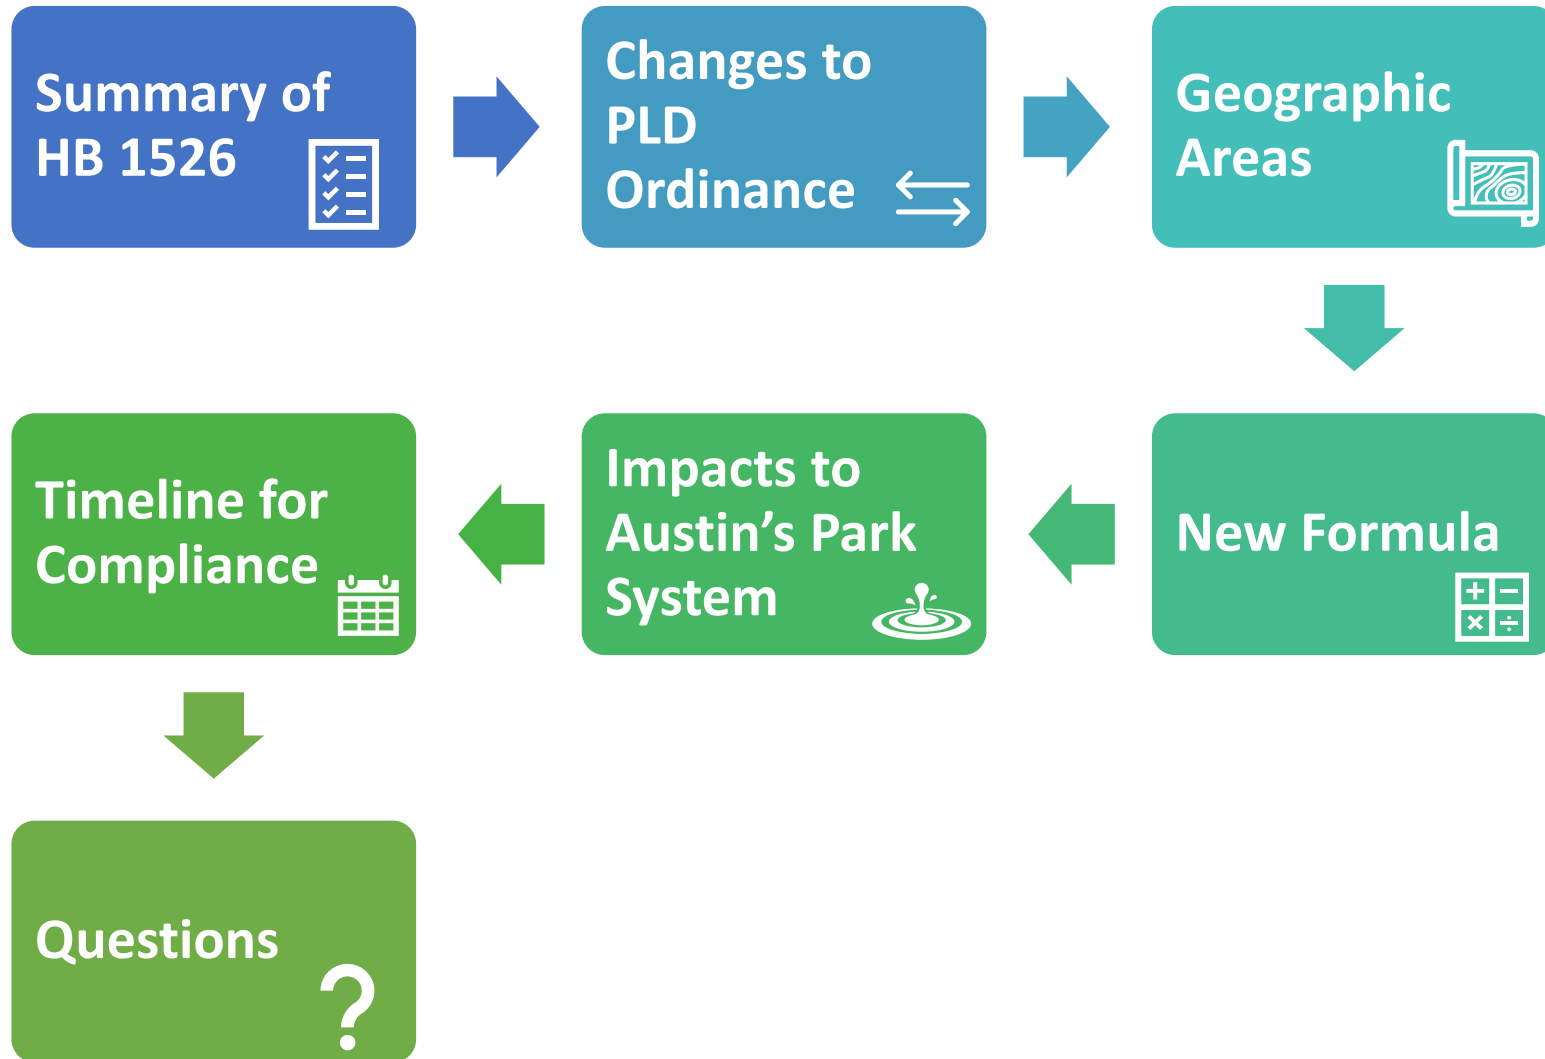 Summary of
HB 1526
Changes to
PLD
Ordinance
Geographic
Areas
New Formula
Impacts to
Austin’s Park
System
Timeline for
Compliance
Questions